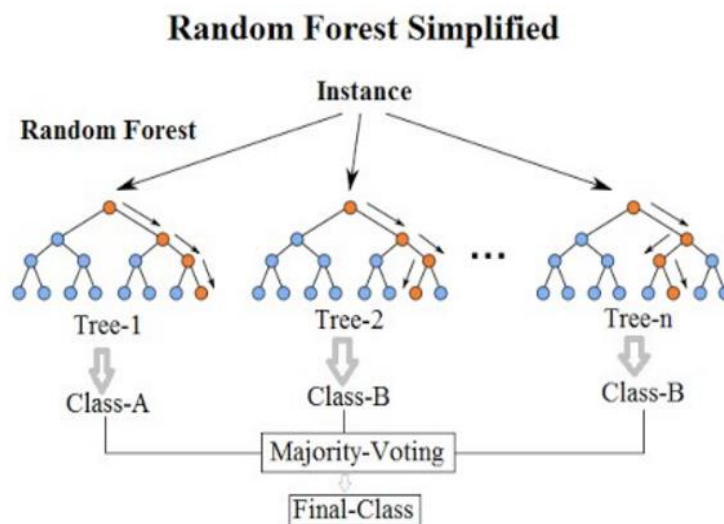 Random Forest Simplified
Instance
Random Forest
...
Tree-1
Tree-2
Tree-n
Class-A
Class-B
Class-B
Majority-Voting
Final-Class